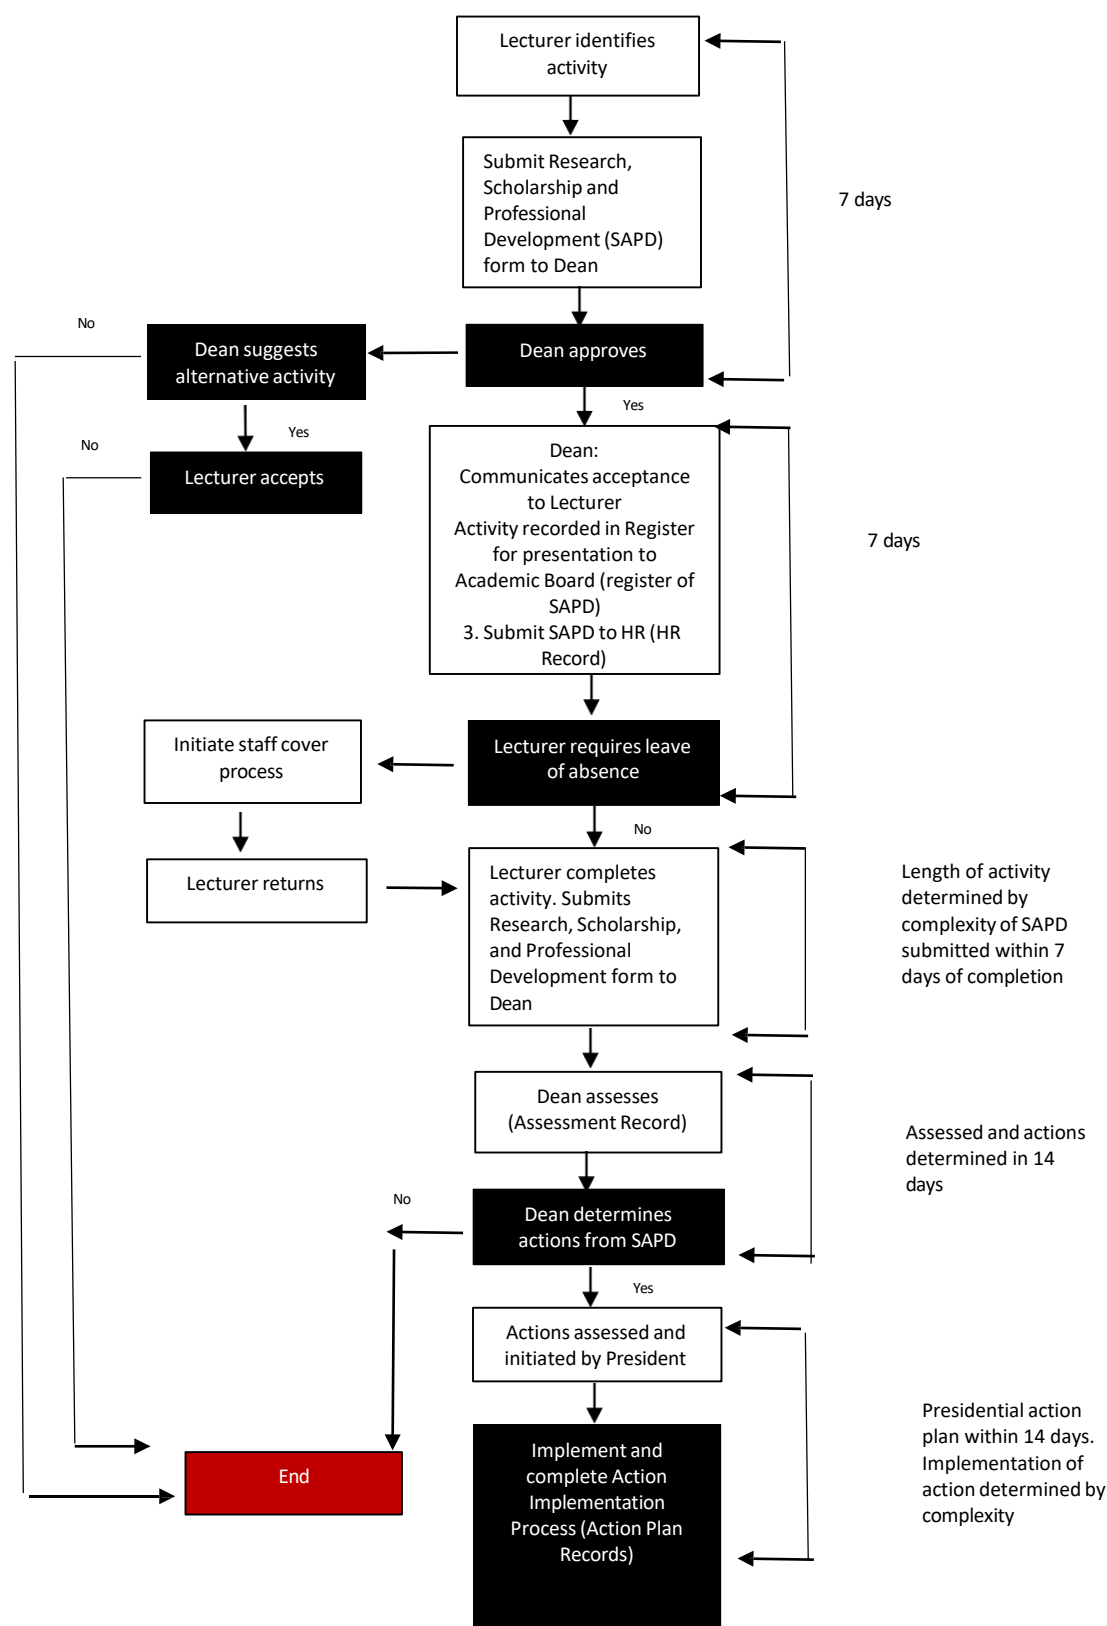 Lecturer identifies
activity
Submit Research,
Scholarship and
Professional
Development (SAPD)
form to Dean
7 days
No
Dean suggests
alternative activity
Dean approves
Yes
Yes
No
Lecturer accepts
Dean:
Communicates acceptance
to Lecturer
Activity recorded in Register
for presentation to
Academic Board (register of
SAPD)
3. Submit SAPD to HR (HR
Record)
7 days
Initiate staff cover
process
Lecturer requires leave
of absence
No
Lecturer returns
Lecturer completes
activity. Submits
Research, Scholarship,
and Professional
Development form to
Dean
Length of activity
determined by
complexity of SAPD
submitted within 7
days of completion
Dean assesses
(Assessment Record)
Assessed and actions
determined in 14
days
No
Dean determines
actions from SAPD
Yes
Actions assessed and
initiated by President
Presidential action
plan within 14 days.
Implementation of
action determined by
complexity
End
Implement and
complete Action
Implementation
Process (Action Plan
Records)